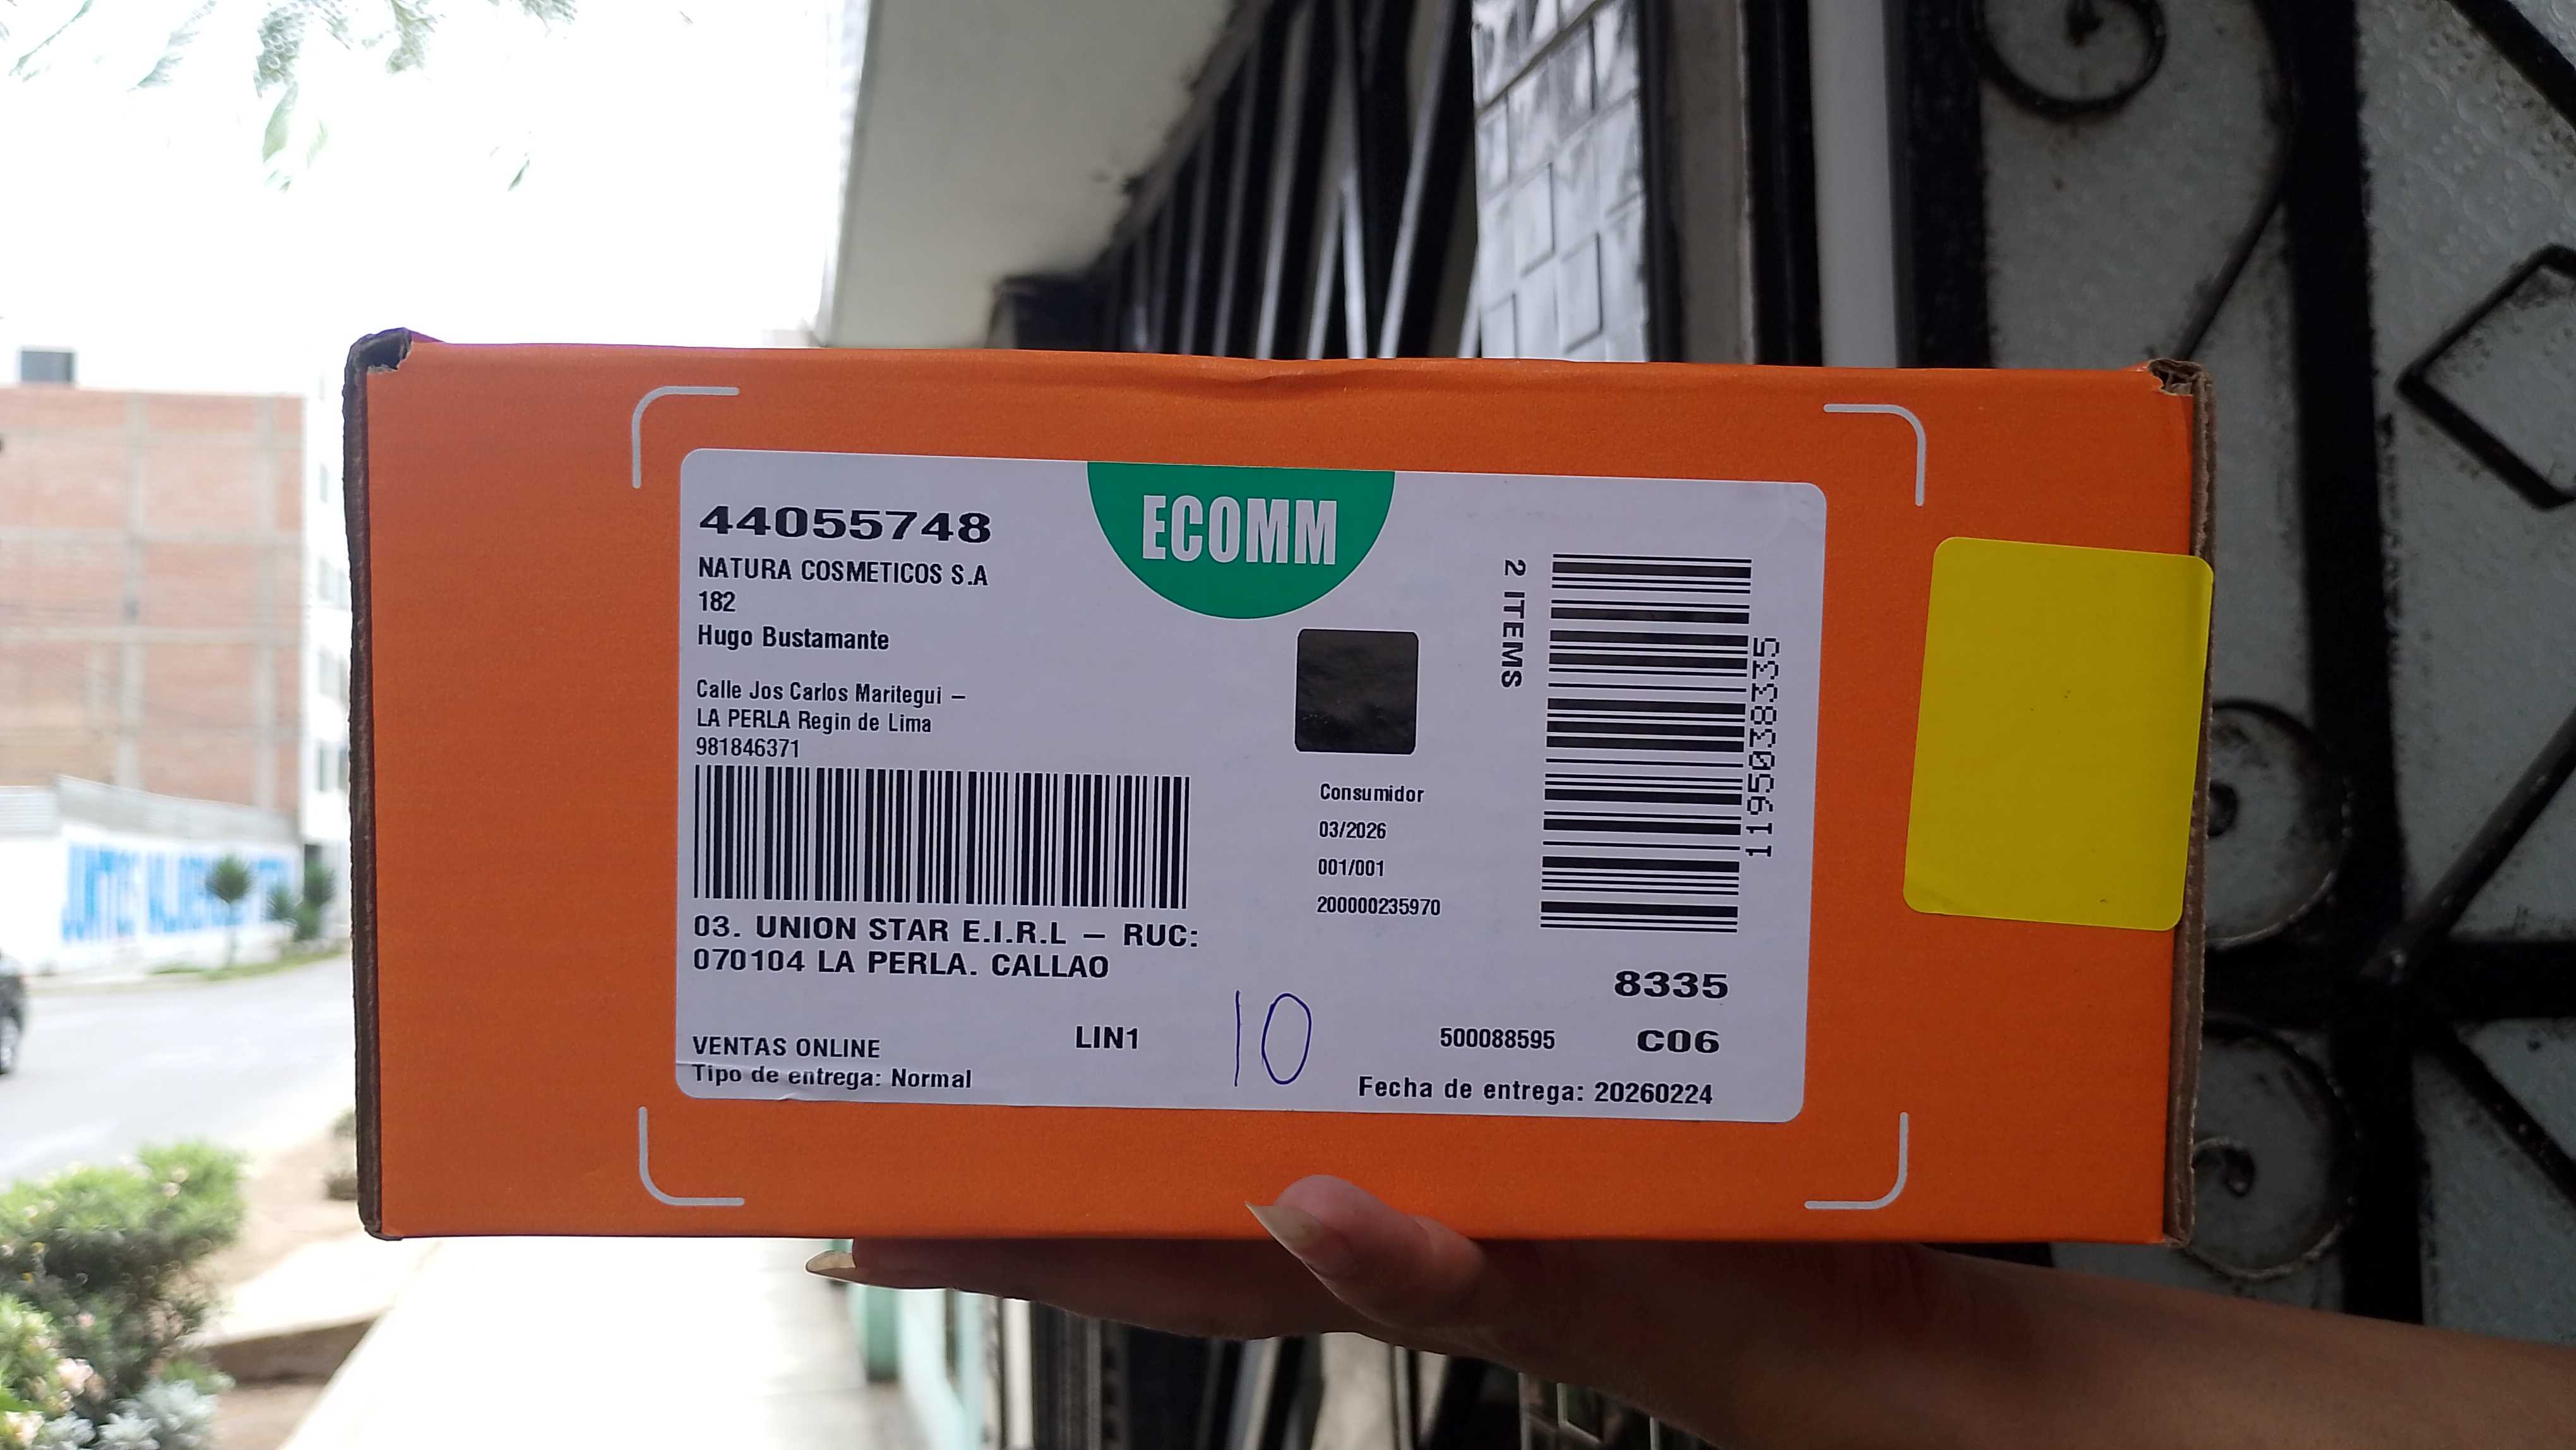 44055748
NATURA COSMETICOS S.A
182
Hugo Bustamante
Calle Jos Carlos Maritegui –
LA PERLA Regin de Lima
981846371
03. UNION STAR E.I.R.L – RUC:
070104 LA PERLA. CALLAO
VENTAS ONLINE
Tipo de entrega: Normal
LIN1
10
ECOMM
Consumidor
03/2026
001/001
200000235970
2 ITEMS
1195038335
8335
500088595
C06
Fecha de entrega: 20260224
JUNTOS